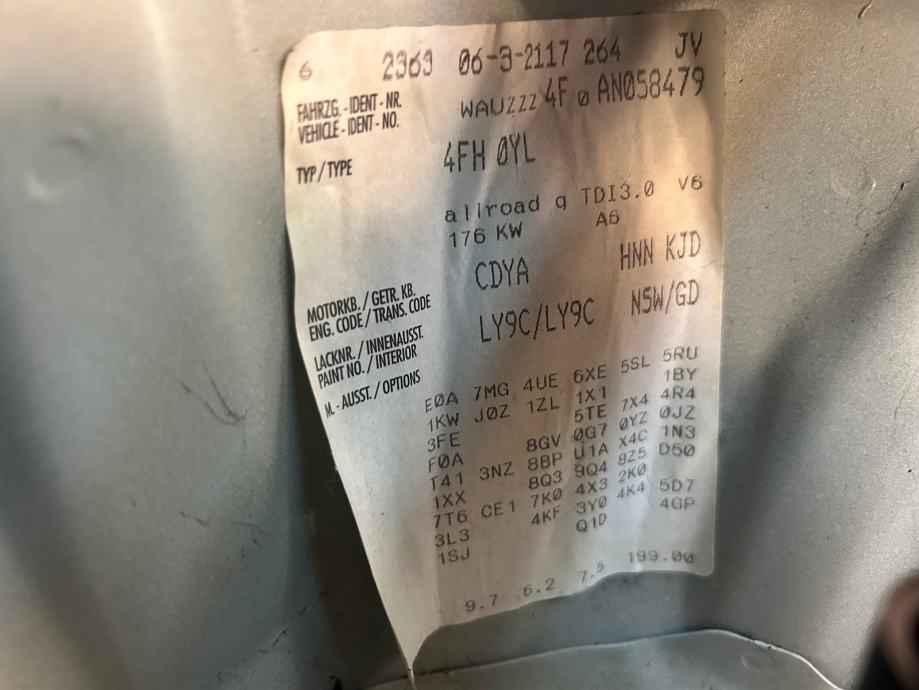 6 2363 06-3-2117 264 JV
FAHRZG.-IDENT-NR.
VEHICLE-IDENT-NO.
WAUZZZ 4F 0 AN058479
TYP/TYPE 4FH 0YL
allroad q TDI3.0 V6
176 KW A6
MOTORKB./GETR. KB.
ENG. CODE/TRANS. CODE
CDYA HNN KJD
LACKNR./INNENAUSST.
PAINT NO./INTERIOR
LY9C/LY9C N5W/GD
M.-AUSST./OPTIONS
E0A 7MG 4UE 6XE 5SL 5RU
1KW J0Z 1ZL 1X1 1BY
3FE 5TE 7X4 4R4
F0A 8GV 0G7 0YZ 0JZ
T41 3NZ 8BP U1A X4C 1N3
1XX 8Q3 9Q4 8Z5 D50
7T6 CE1 7K0 4X3 2K0
3L3 4KF 3Y0 4K4 5D7
1SJ Q1D 4GP
9.7 6.2 7.5 199.00